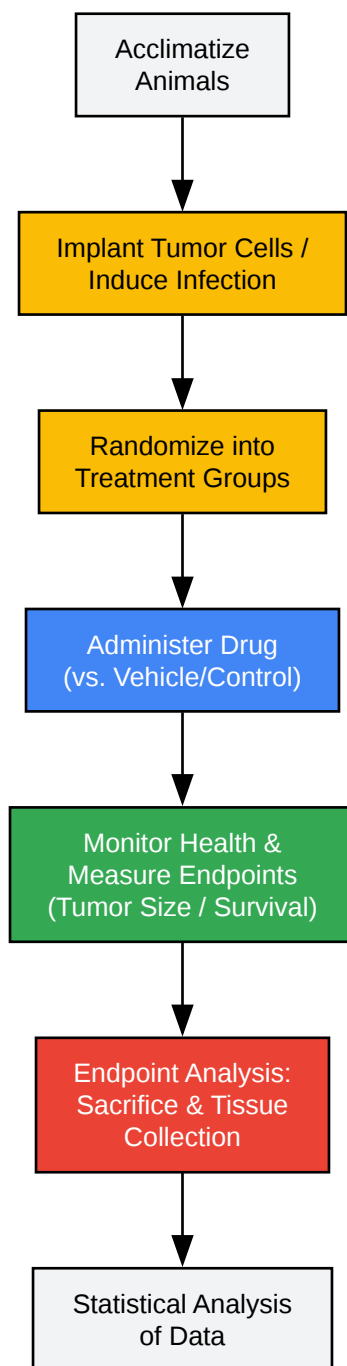 Acclimatize
Animals
Implant Tumor Cells /
Induce Infection
Randomize into
Treatment Groups
Administer Drug
(vs. Vehicle/Control)
Monitor Health &
Measure Endpoints
(Tumor Size / Survival)
Endpoint Analysis:
Sacrifice & Tissue
Collection
Statistical Analysis
of Data